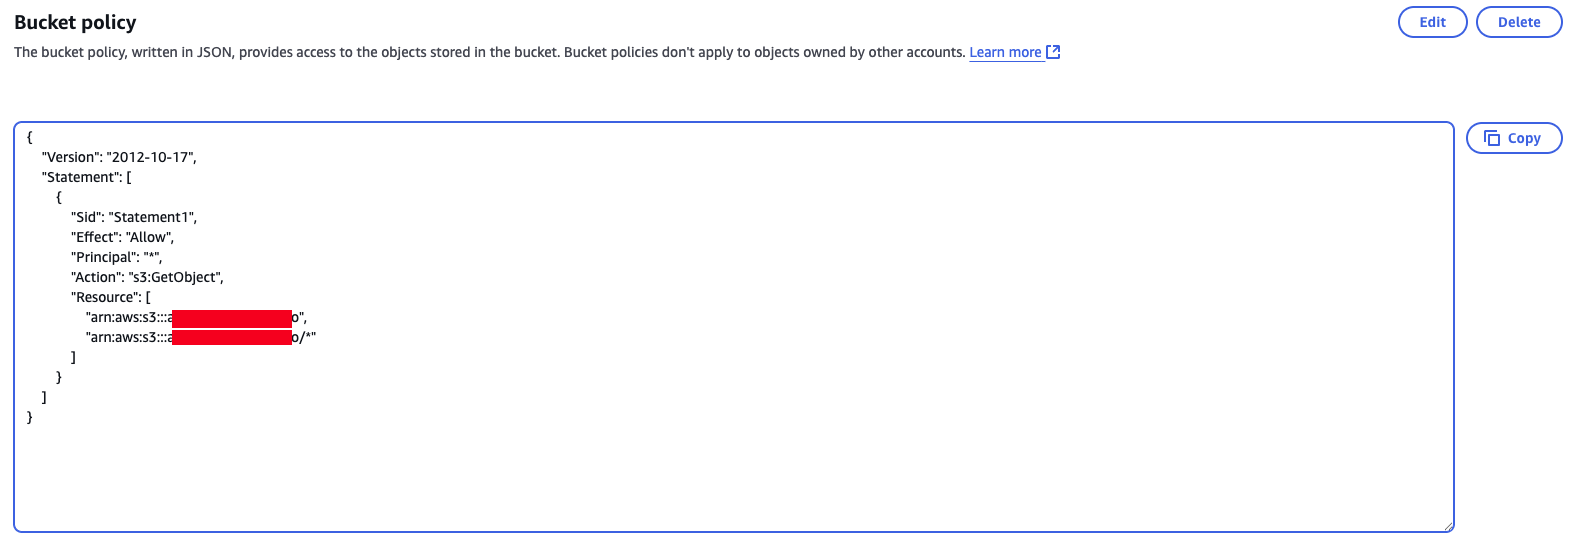 Bucket policy
Edit
Delete
The bucket policy, written in JSON, provides access to the objects stored in the bucket. Bucket policies don't apply to objects owned by other accounts. Learn more
Copy
{
    "Version": "2012-10-17",
    "Statement": [
        {
            "Sid": "Statement1",
            "Effect": "Allow",
            "Principal": "*",
            "Action": "s3:GetObject",
            "Resource": [
                "arn:aws:s3:::a o",
                "arn:aws:s3:::a o/*"
            ]
        }
    ]
}